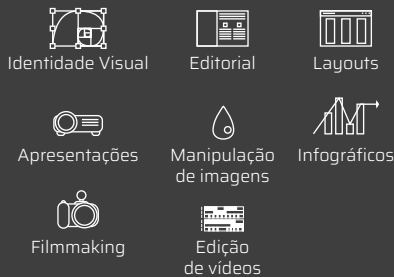 Identidade Visual
Editorial
Layouts
Apresentações
Manipulação
de imagens
Infográficos
Filmmaking
Edição
de vídeos